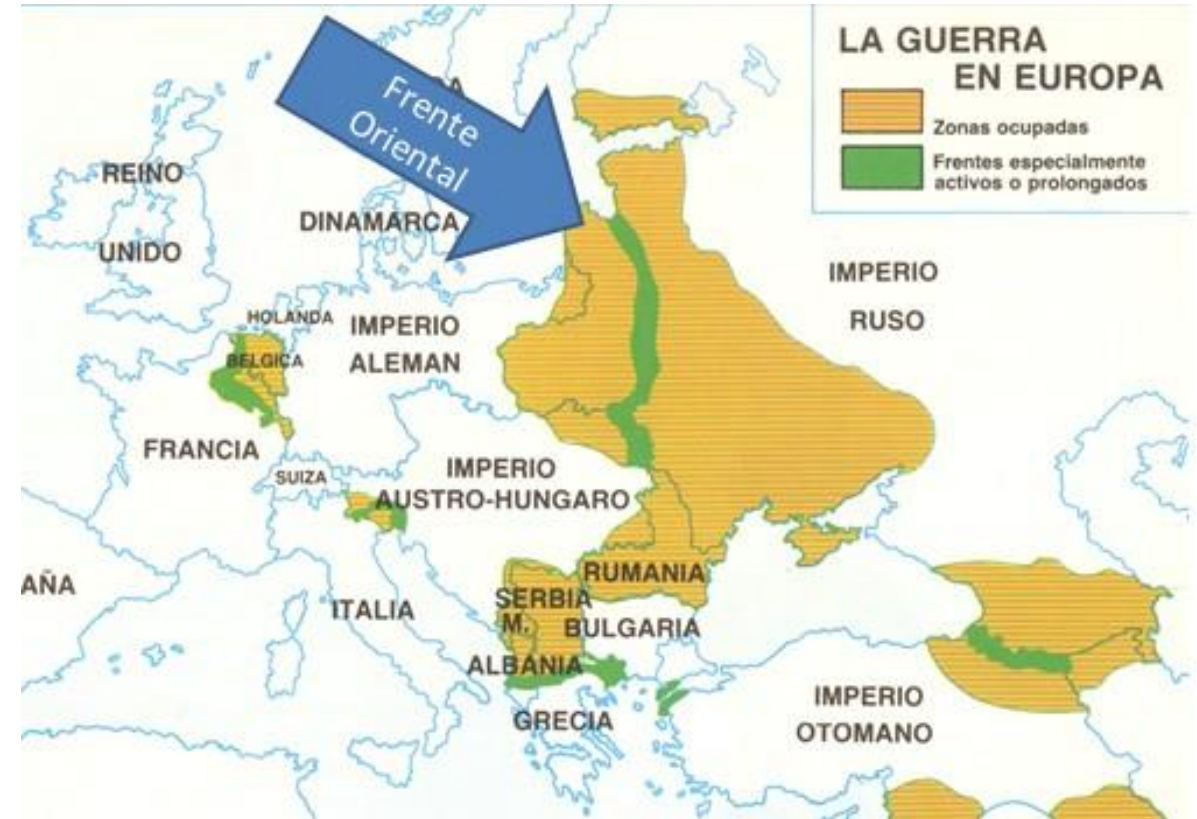 LA GUERRA
EN EUROPA
Zonas ocupadas
Frentes especialmente
activos o prolongados
Frente
Oriental
REINO
UNIDO
DINAMARCA
HOLANDA
BELGICA
IMPERIO
ALEMAN
IMPERIO
RUSO
FRANCIA
SUIZA
IMPERIO
AUSTRO-HUNGARO
AÑA
ITALIA
RUMANIA
SERBIA
M.
BULGARIA
ALBANIA
GRECIA
IMPERIO
OTOMANO